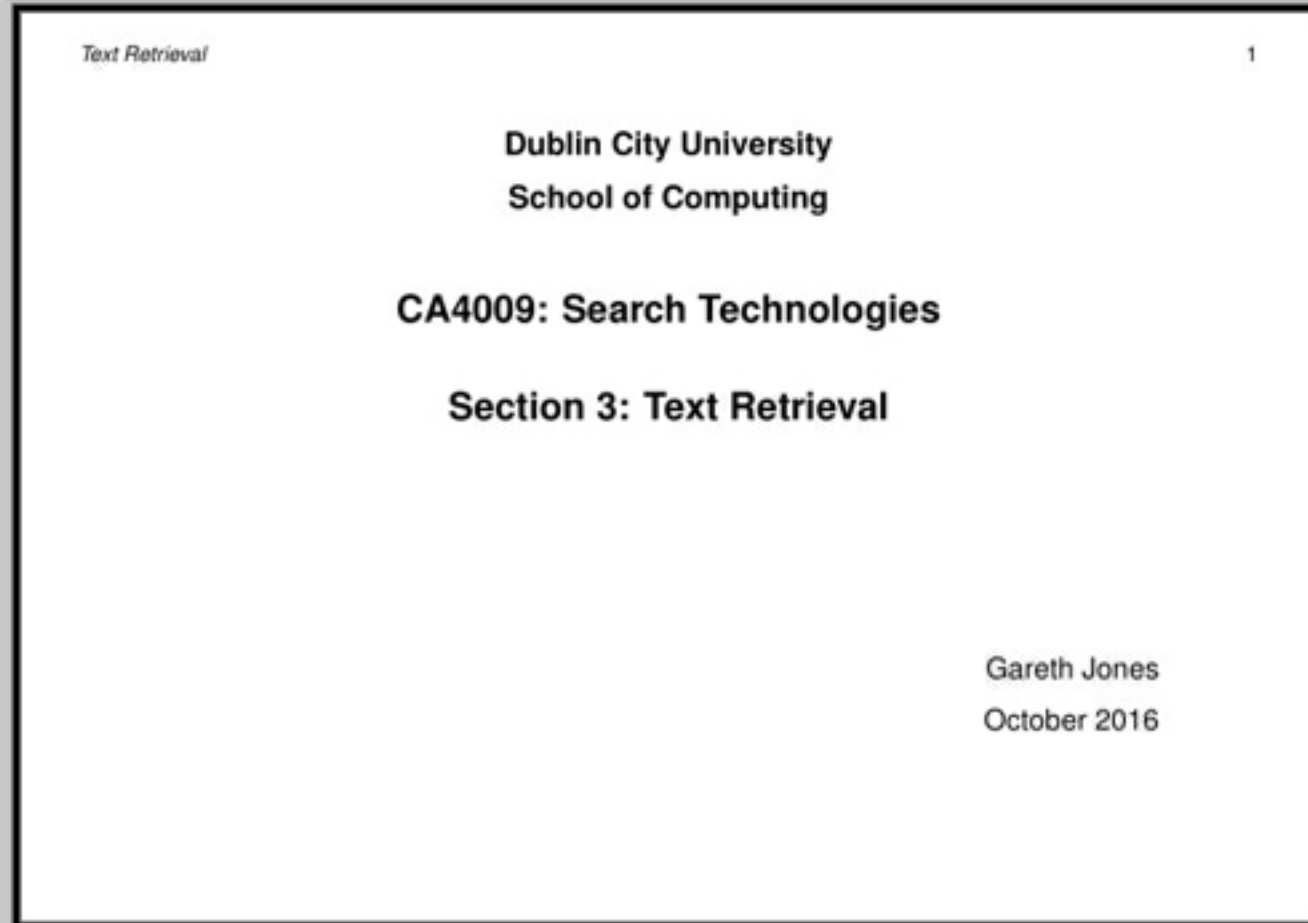 Text Retrieval 1
Dublin City University
School of Computing
CA4009: Search Technologies
Section 3: Text Retrieval
Gareth Jones
October 2016